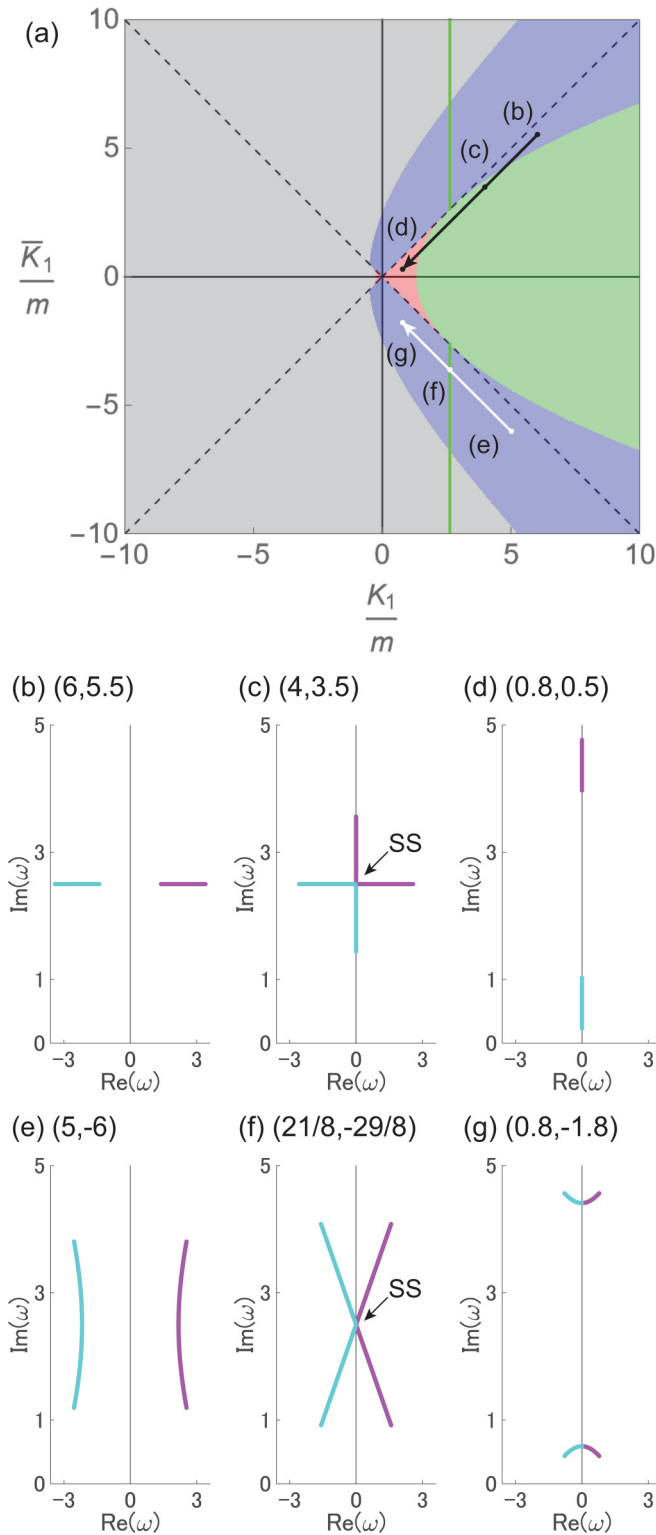 (a)
10
5
0
−5
−10
K̅₁
m
(b)
(c)
(d)
(g)
(f)
(e)
−10 −5 0 5 10
K₁
m
(b) (6,5.5) (c) (4,3.5) (d) (0.8,0.5)
5 5 5
SS
Im(ω) 3 Im(ω) 3 Im(ω) 3
1 1 1
0 0 0
−3 0 3 −3 0 3 −3 0 3
Re(ω) Re(ω) Re(ω)
(e) (5,-6) (f) (21/8,-29/8) (g) (0.8,-1.8)
5 5 5
SS
Im(ω) 3 Im(ω) 3 Im(ω) 3
1 1 1
0 0 0
−3 0 3 −3 0 3 −3 0 3
Re(ω) Re(ω) Re(ω)